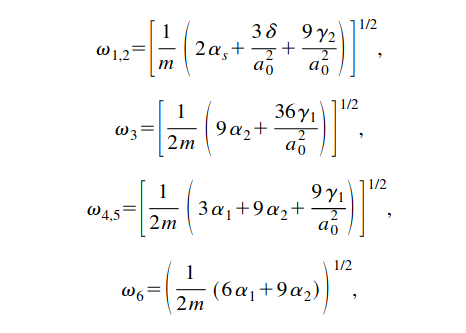 ω₁,₂=[1/m (2αₛ+3δ/a₀²+9γ₂/a₀²)]^1/2,
ω₃=[1/2m (9α₂+36γ₁/a₀²)]^1/2,
ω₄,₅=[1/2m (3α₁+9α₂+9γ₁/a₀²)]^1/2,
ω₆=(1/2m (6α₁+9α₂))^1/2,